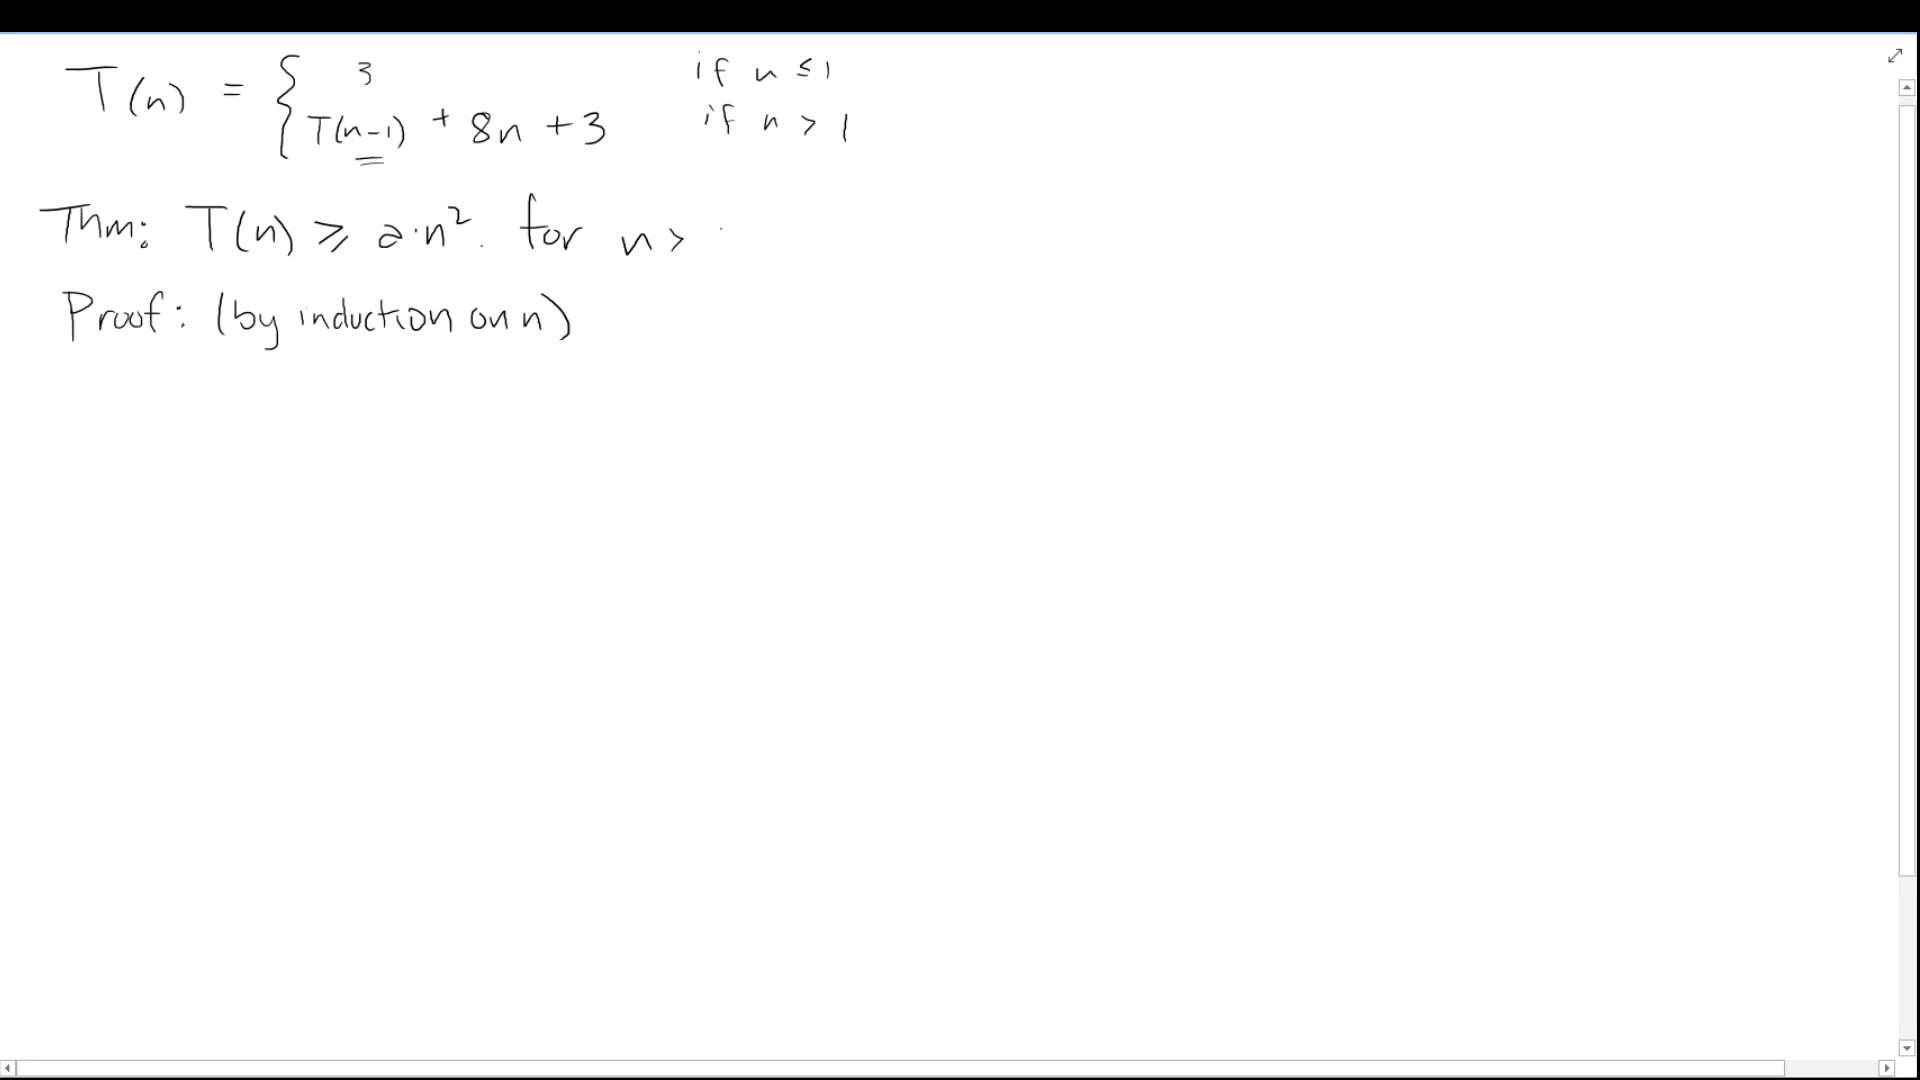 T(n) = { 3 if n ≤ 1
T(n-1) + 8n + 3 if n > 1
Thm: T(n) ≥ a·n². for n >
Proof: (by induction on n)